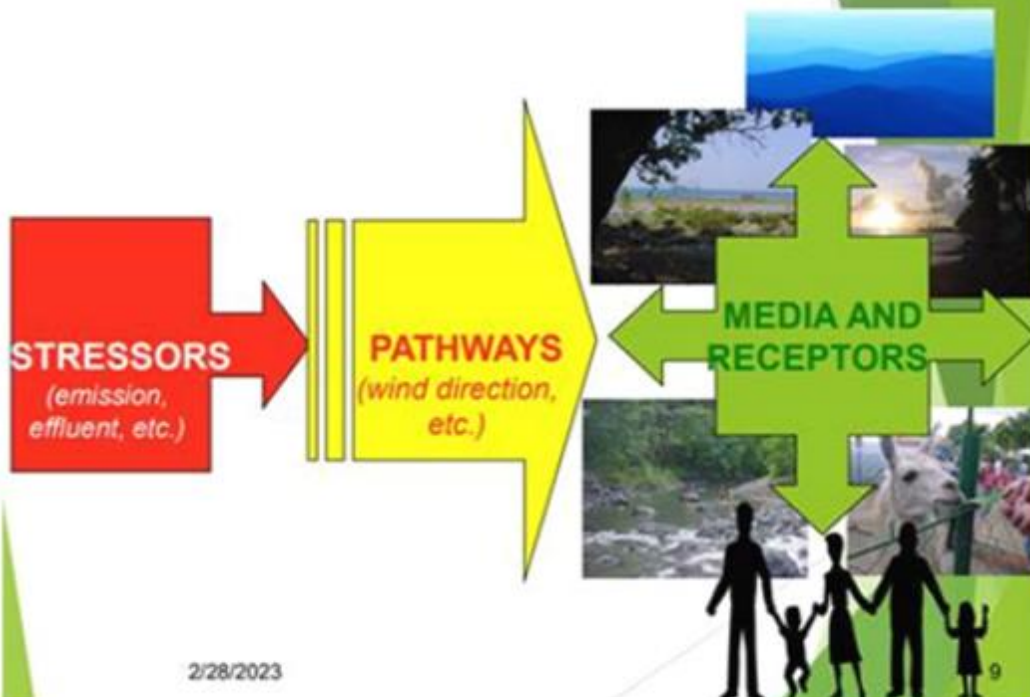 STRESSORS
(emission,
effluent, etc.)
PATHWAYS
(wind direction,
etc.)
MEDIA AND
RECEPTORS
2/28/2023
9